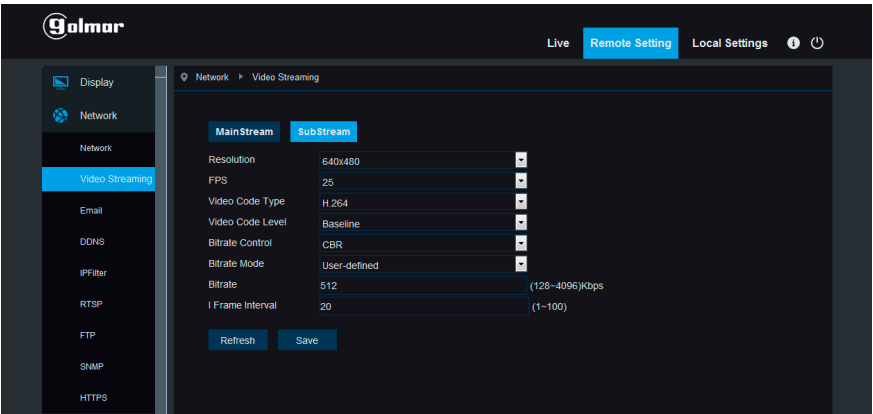 golmar
Live Remote Setting Local Settings
Display
Network
Network
Video Streaming
Email
DDNS
IPFilter
RTSP
FTP
SNMP
HTTPS
Network Video Streaming
MainStream SubStream
Resolution 640x480
FPS 25
Video Code Type H.264
Video Code Level Baseline
Bitrate Control CBR
Bitrate Mode User-defined
Bitrate 512 (128~4096)Kbps
I Frame Interval 20 (1~100)
Refresh Save